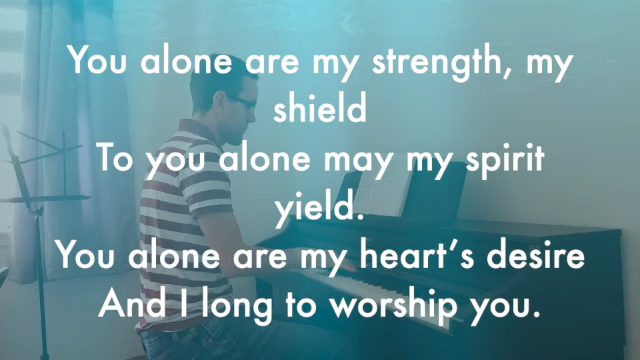 You alone are my strength, my
shield
To you alone may my spirit
yield.
You alone are my heart’s desire
And I long to worship you.